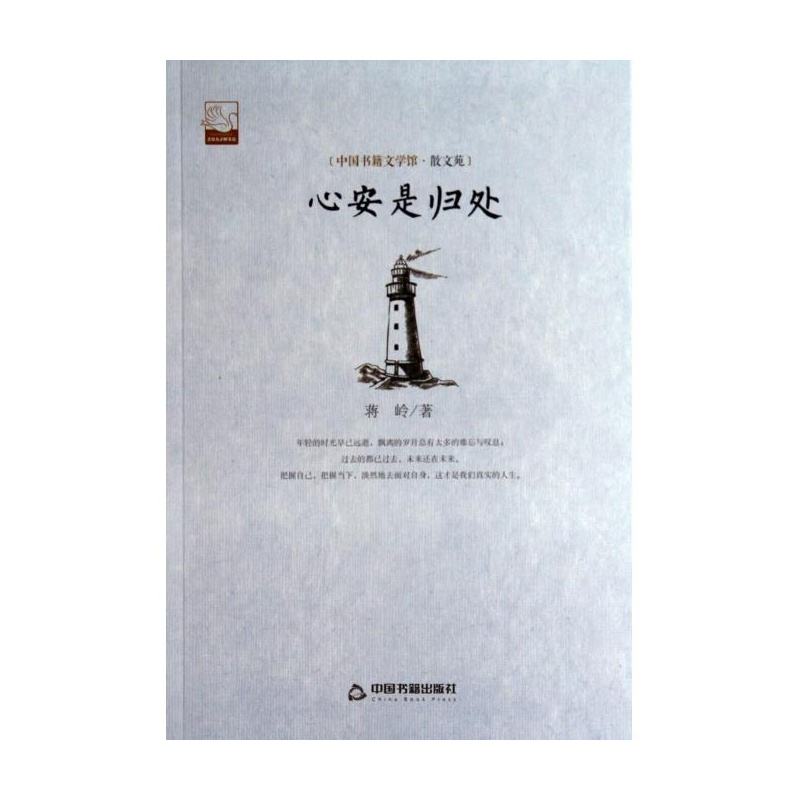 〔中国书籍文学馆·散文苑〕
心安是归处
蒋 岭/著
年轻的时光早已远逝，飘离的岁月总有太多的难忘与叹息；
过去的都已过去，未来还在未来。
把握自己，把握当下，淡然地去面对自身，这才是我们真实的人生。
中国书籍出版社
China Book Press